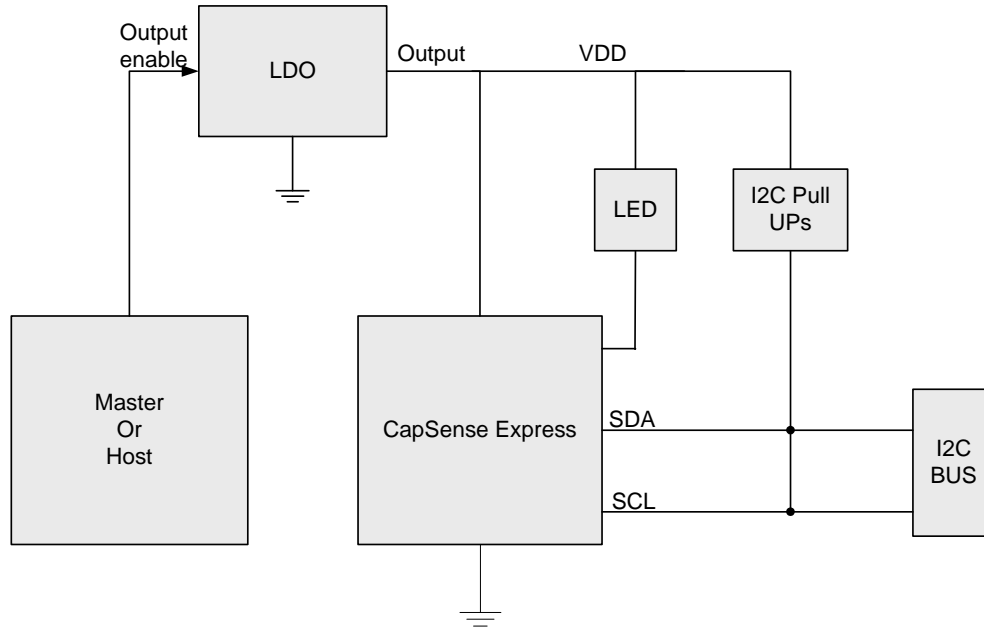 Output
enable
LDO
Output
VDD
LED
I2C Pull
UPs
Master
Or
Host
CapSense Express
SDA
SCL
I2C
BUS